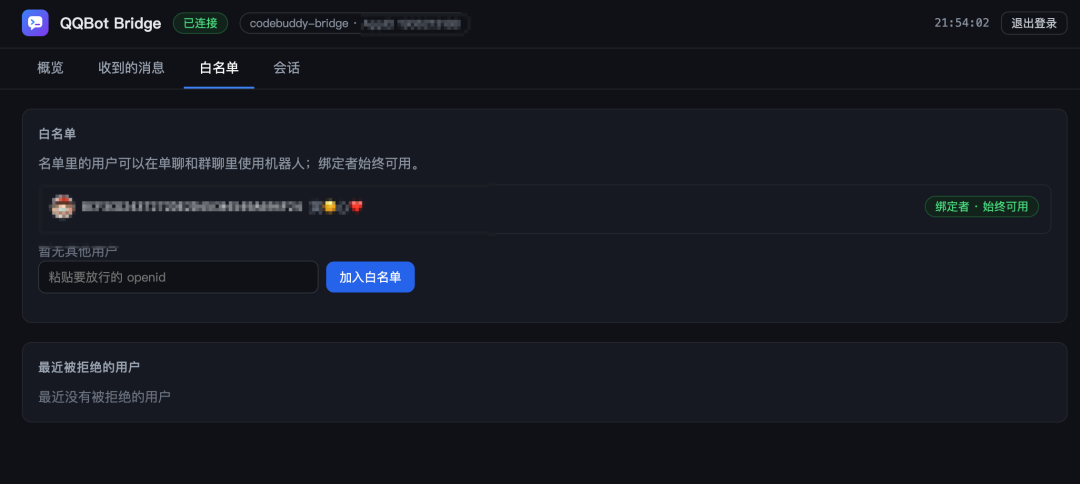 QQBot Bridge 已连接 codebuddy-bridge · 21:54:02 退出登录
概览 收到的消息 白名单 会话
白名单
名单里的用户可以在单聊和群聊里使用机器人；绑定者始终可用。
绑定者 · 始终可用
暂无其他用户
粘贴要放行的 openid 加入白名单
最近被拒绝的用户
最近没有被拒绝的用户